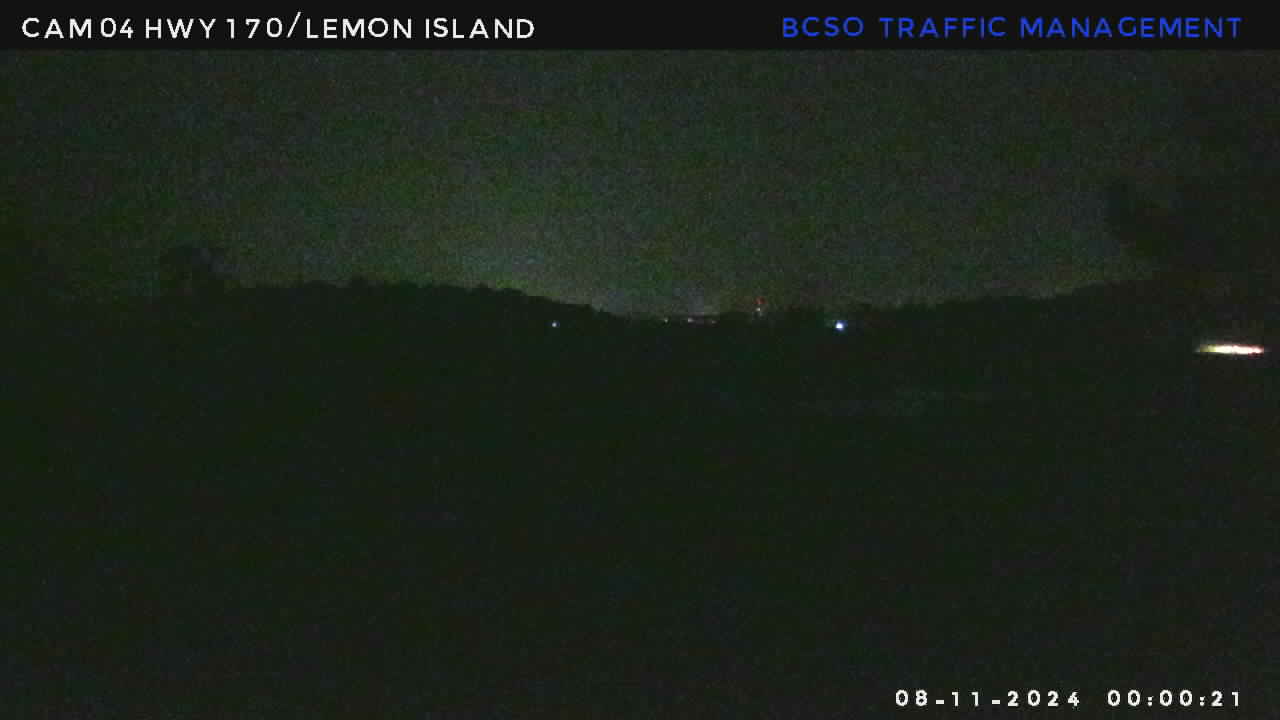 CAM04 HWY 170/LEMON ISLAND
BCSO TRAFFIC MANAGEMENT
08-11-2024 00:00:21